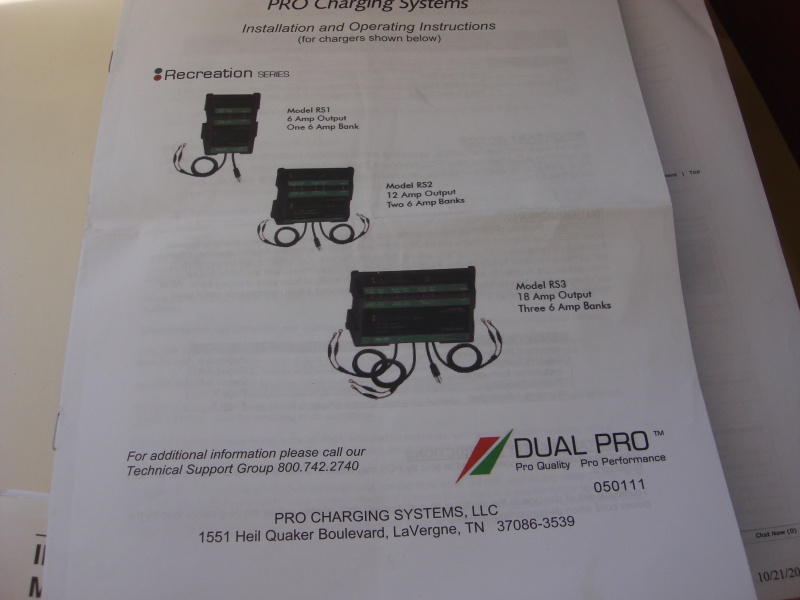 PRO Charging Systems
Installation and Operating Instructions
(for chargers shown below)
Recreation SERIES
Model RS1
6 Amp Output
One 6 Amp Bank
Model RS2
12 Amp Output
Two 6 Amp Banks
Model RS3
18 Amp Output
Three 6 Amp Banks
For additional information please call our
Technical Support Group 800.742.2740
DUAL PRO™
Pro Quality Pro Performance
050111
PRO CHARGING SYSTEMS, LLC
1551 Heil Quaker Boulevard, LaVergne, TN 37086-3539
| Top
Chat Now (0)
10/21/20